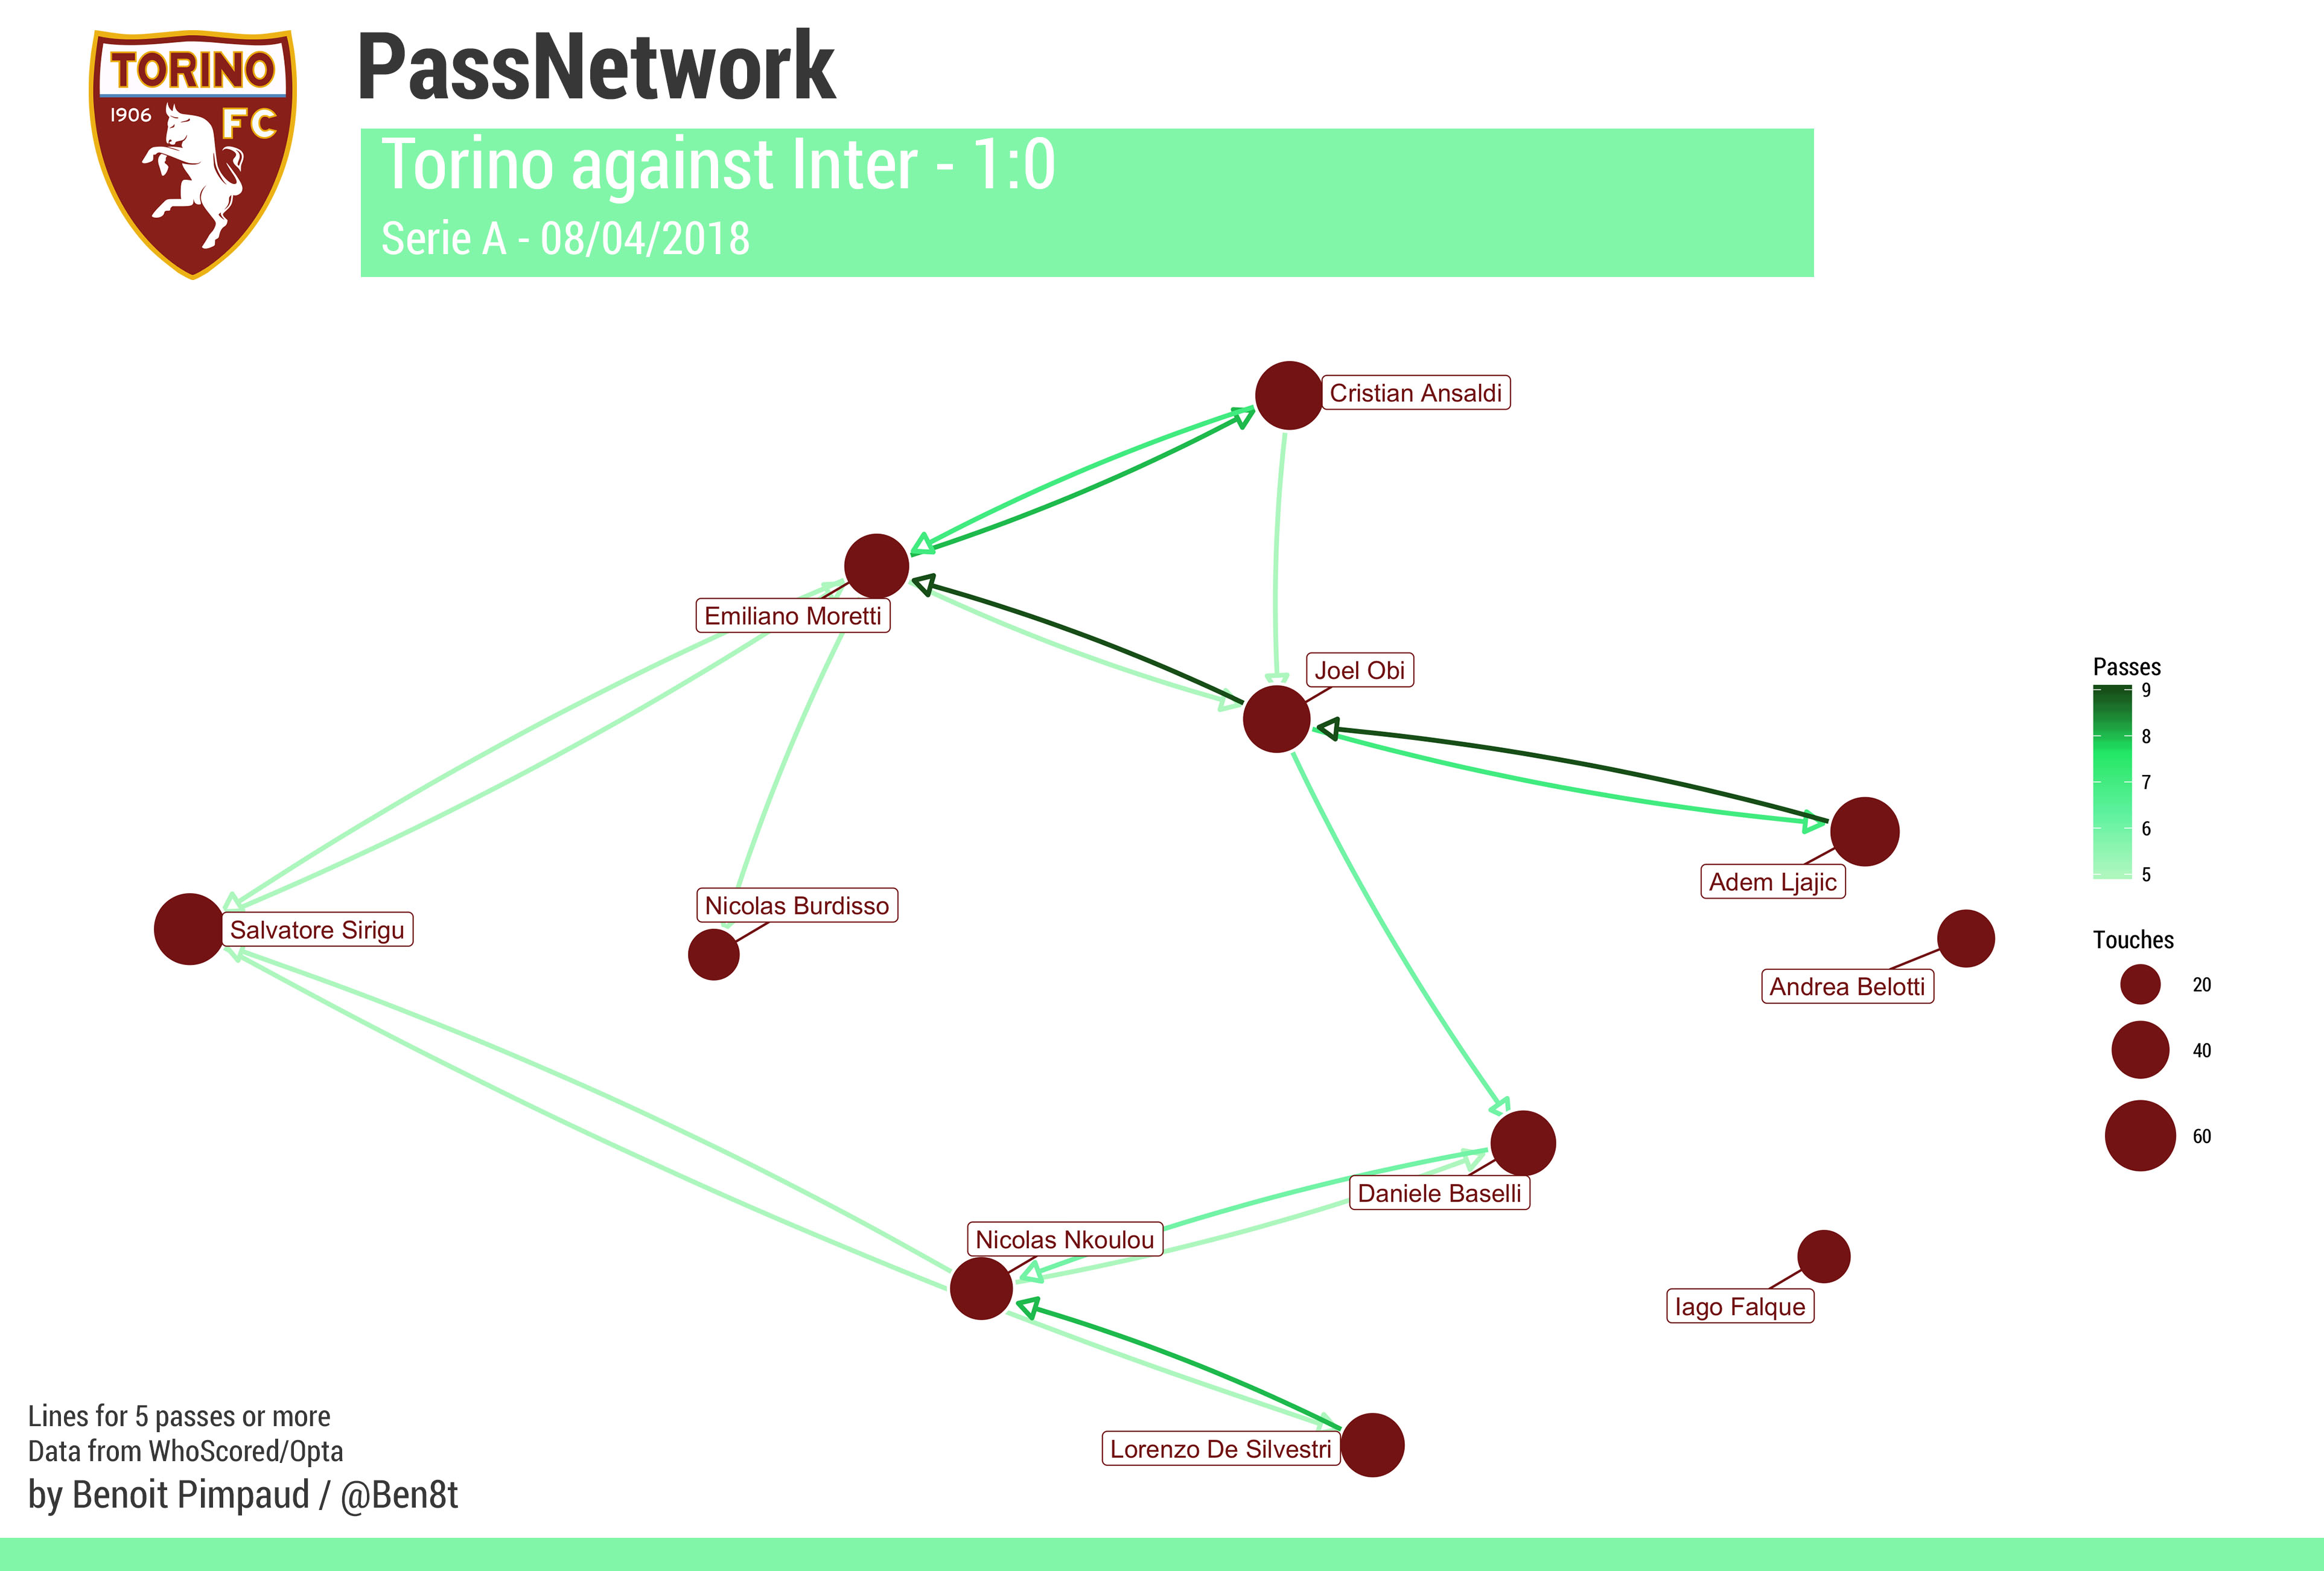 TORINO
1906
FC
PassNetwork
Torino against Inter - 1:0
Serie A - 08/04/2018
Cristian Ansaldi
Emiliano Moretti
Joel Obi
Adem Ljajic
Nicolas Burdisso
Salvatore Sirigu
Andrea Belotti
Daniele Baselli
Nicolas Nkoulou
Iago Falque
Lorenzo De Silvestri
Passes
9
8
7
6
5
Touches
20
40
60
Lines for 5 passes or more
Data from WhoScored/Opta
by Benoit Pimpaud / @Ben8t